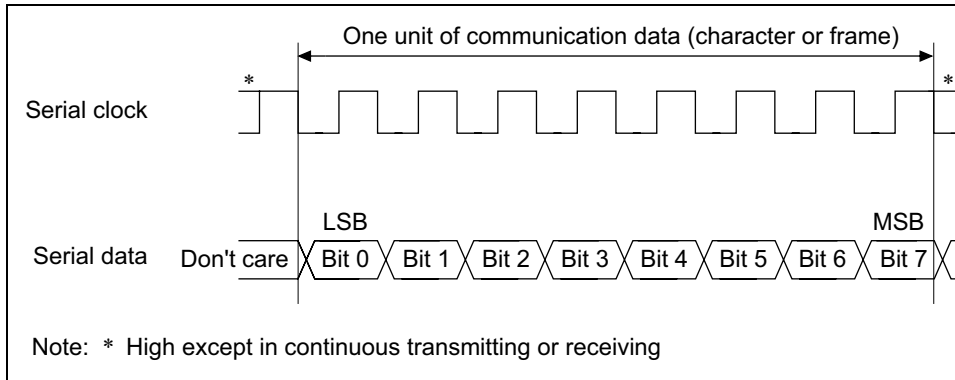 One unit of communication data (character or frame)
* *
Serial clock
LSB MSB
Serial data Don't care Bit 0 Bit 1 Bit 2 Bit 3 Bit 4 Bit 5 Bit 6 Bit 7
Note: * High except in continuous transmitting or receiving